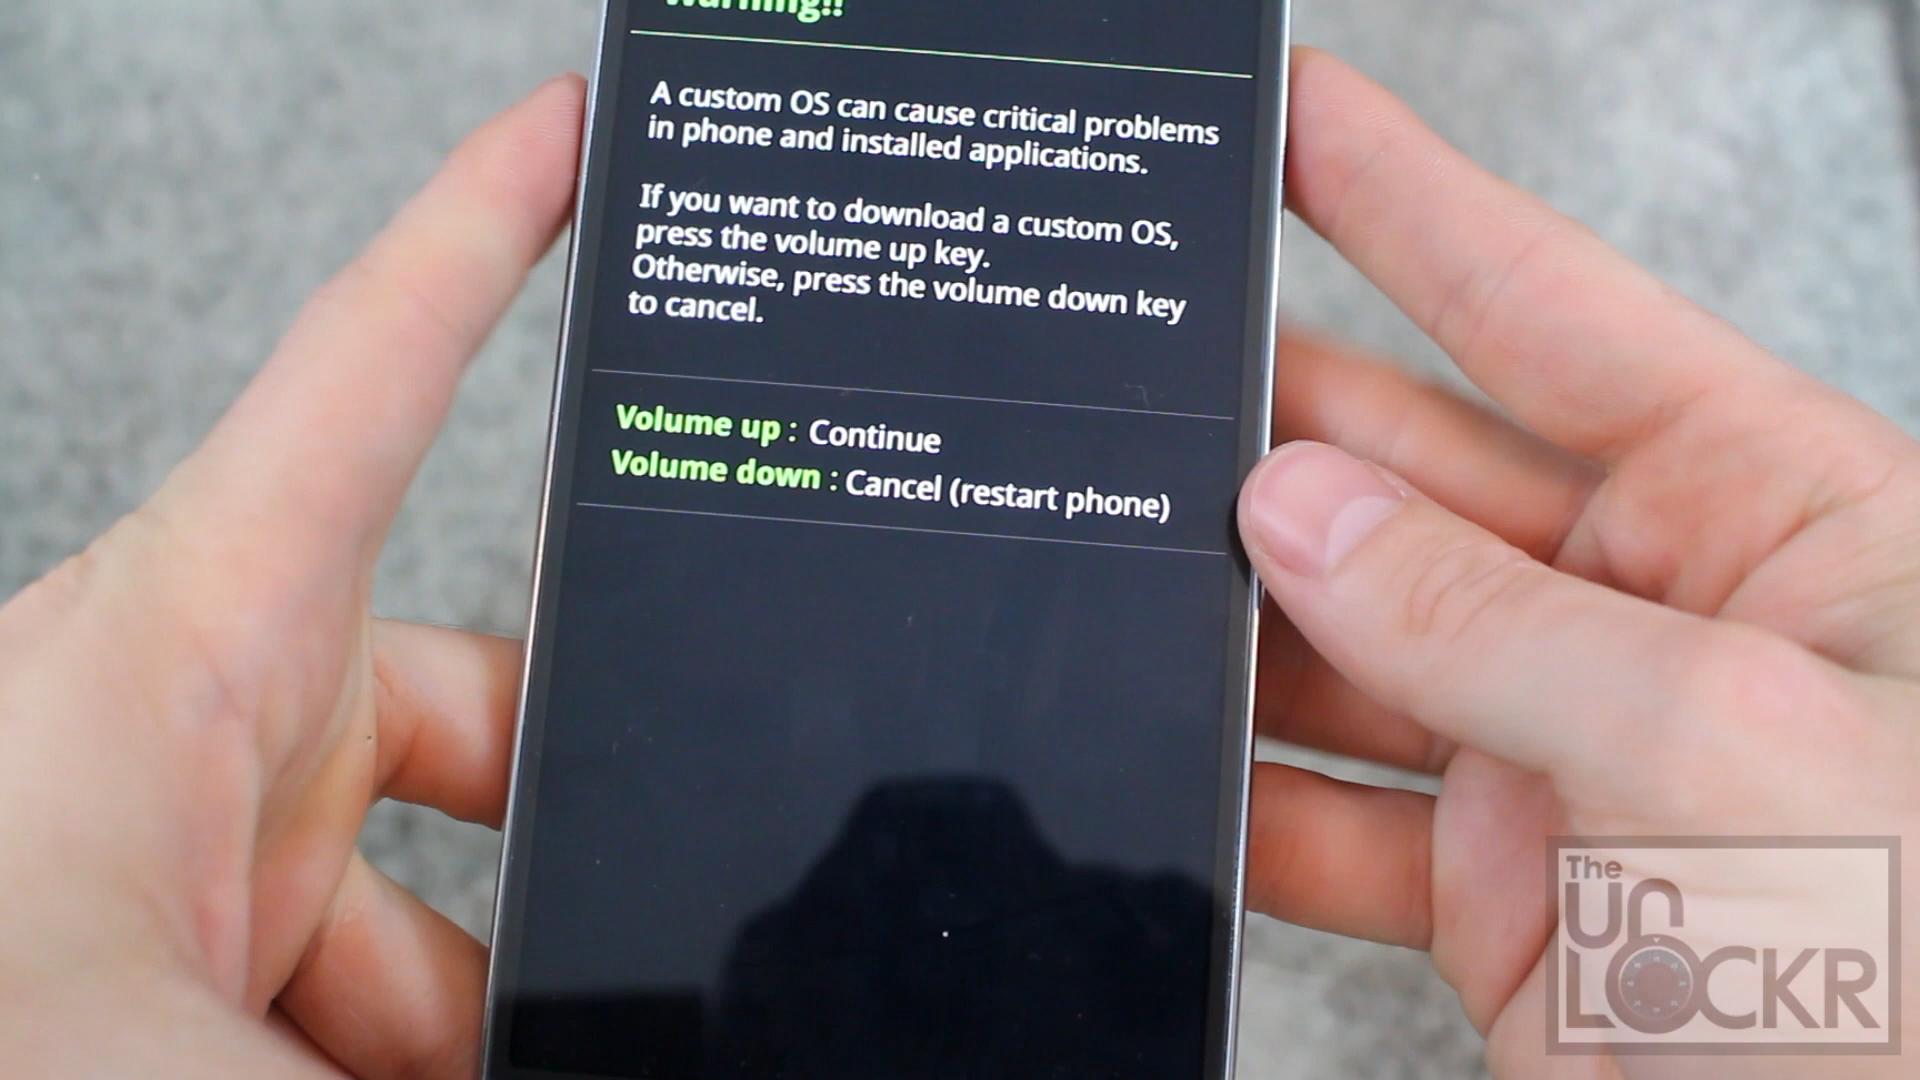 Warning!!
A custom OS can cause critical problems
in phone and installed applications.
If you want to download a custom OS,
press the volume up key.
Otherwise, press the volume down key
to cancel.
Volume up : Continue
Volume down : Cancel (restart phone)
The
UN
LOCKR